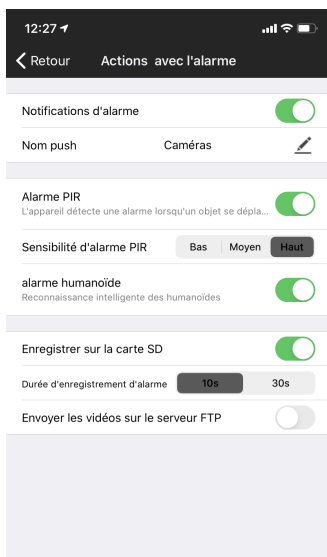 12:27
Retour Actions avec l'alarme
Notifications d'alarme
Nom push Caméras
Alarme PIR
L'appareil détecte une alarme lorsqu'un objet se dépla...
Sensibilité d'alarme PIR Bas Moyen Haut
alarme humanoïde
Reconnaissance intelligente des humanoïdes
Enregistrer sur la carte SD
Durée d'enregistrement d'alarme 10s 30s
Envoyer les vidéos sur le serveur FTP